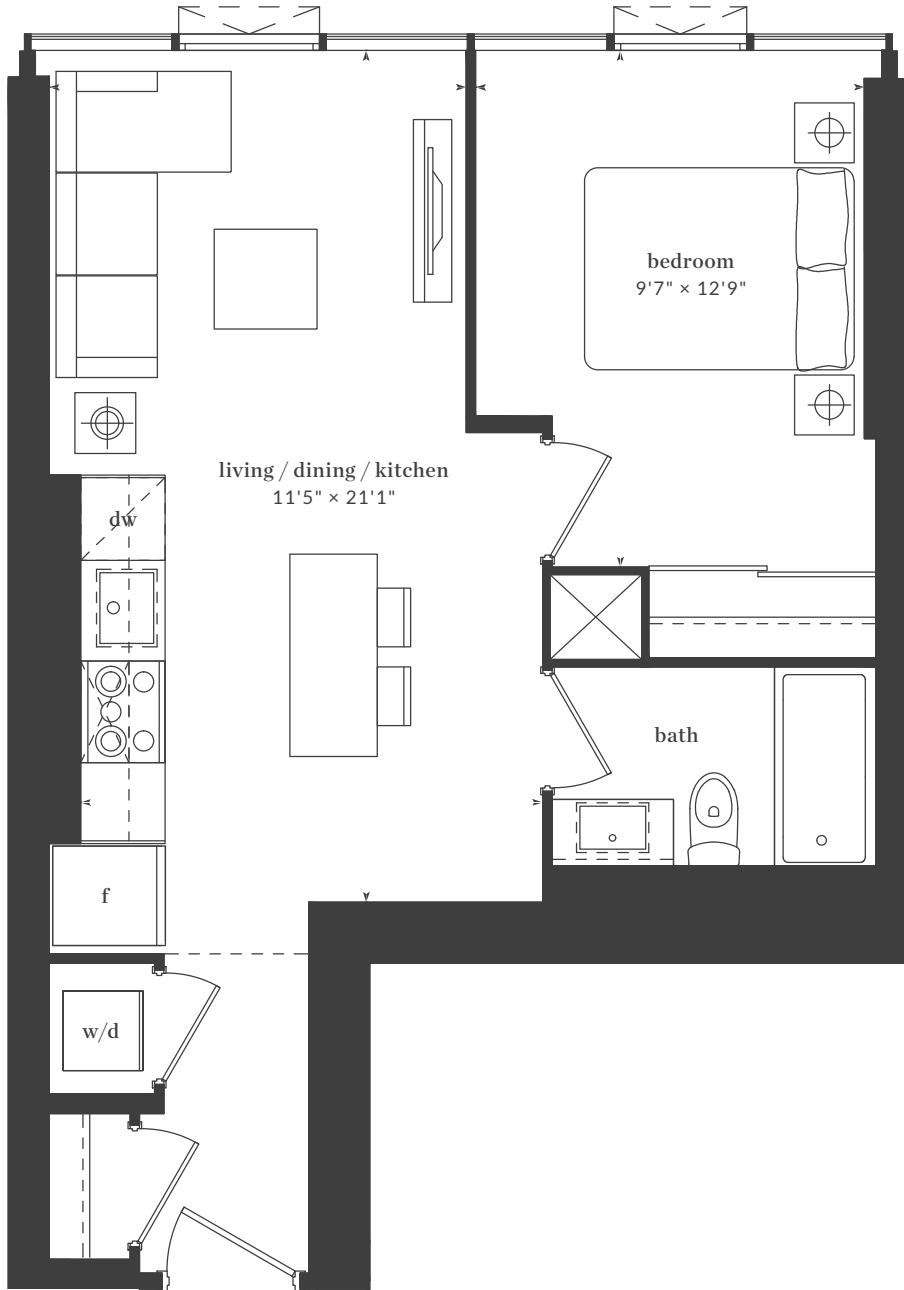 bedroom
9'7" × 12'9"
living / dining / kitchen
11'5" × 21'1"
dw
bath
f
w/d